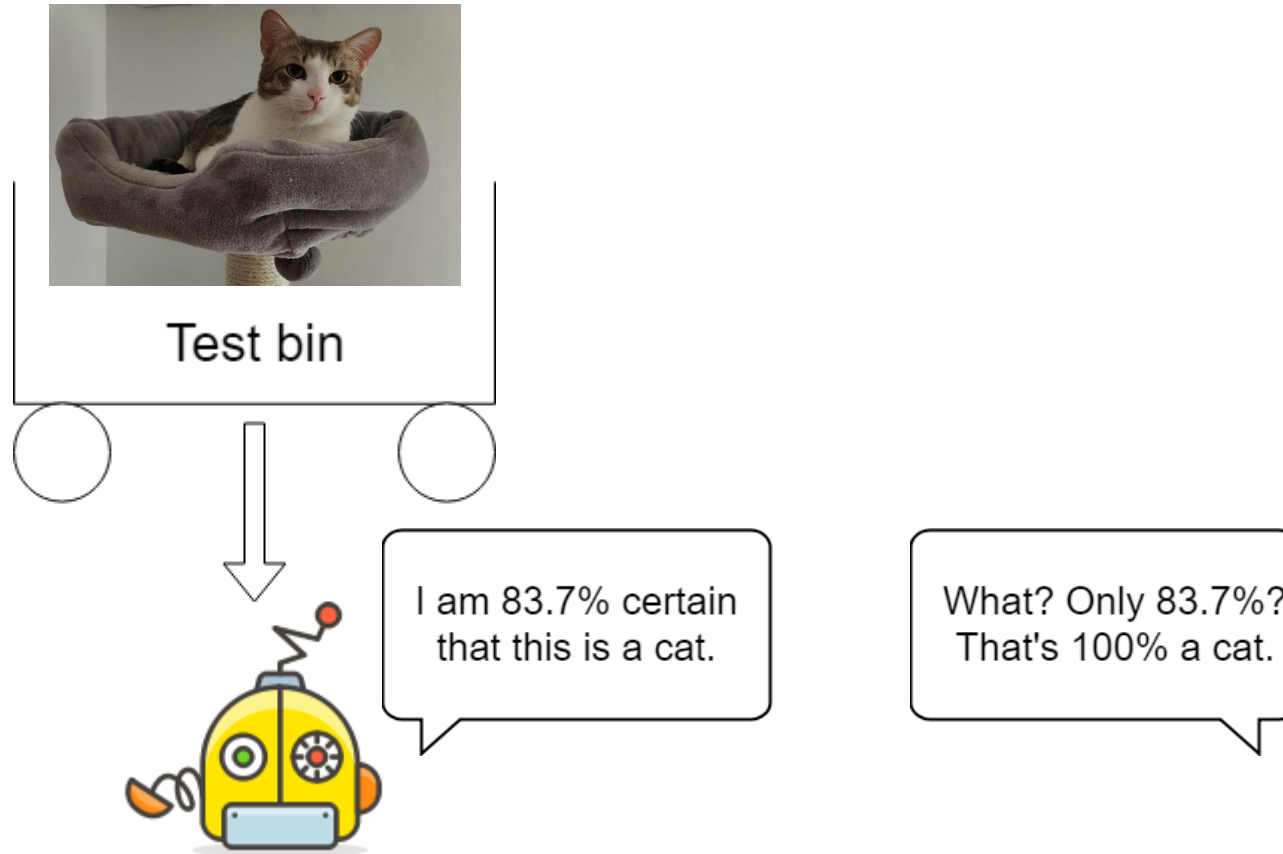 Test bin
I am 83.7% certain
that this is a cat.
What? Only 83.7%?
That's 100% a cat.